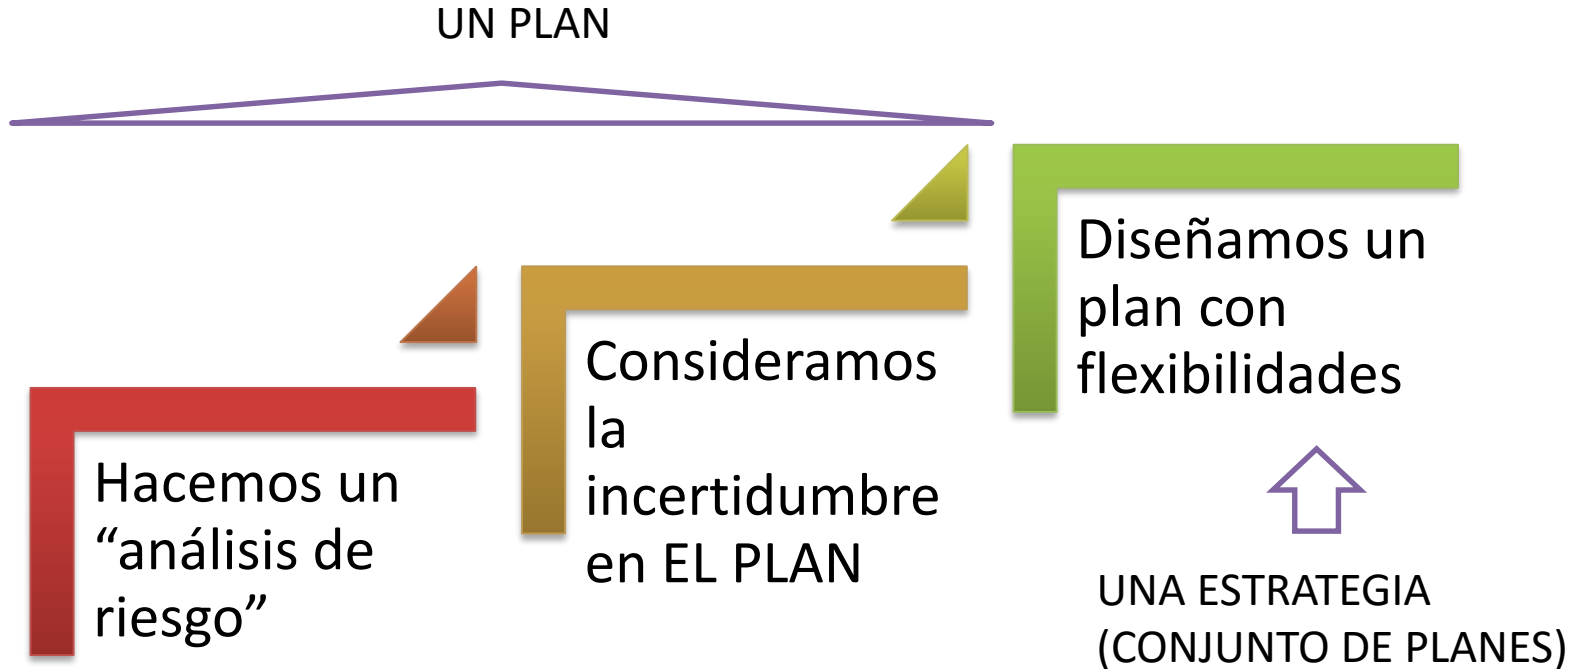 UN PLAN
Hacemos un
“análisis de
riesgo”
Consideramos
la
incertidumbre
en EL PLAN
Diseñamos un
plan con
flexibilidades
UNA ESTRATEGIA
(CONJUNTO DE PLANES)